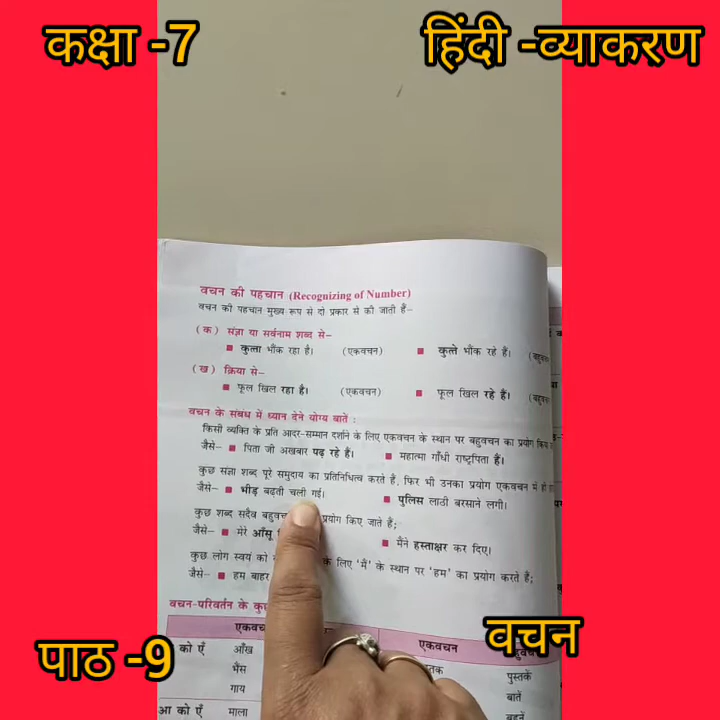 कक्षा -7
हिंदी -व्याकरण
वचन की पहचान (Recognizing of Number)
वचन की पहचान मुख्य रूप से दो प्रकार से की जाती है–
(क) संज्ञा या सर्वनाम शब्द से–
■ कुत्ता भौंक रहा है। (एकवचन) ■ कुत्ते भौंक रहे हैं।
(ख) क्रिया से–
■ फूल खिल रहा है। (एकवचन) ■ फूल खिल रहे हैं।
वचन के संबंध में ध्यान देने योग्य बातें :
किसी व्यक्ति के प्रति आदर-सम्मान दर्शाने के लिए एकवचन के स्थान पर बहुवचन का प्रयोग
जैसे– ■ पिता जी अखबार पढ़ रहे हैं। ■ महात्मा गाँधी राष्ट्रपिता हैं।
कुछ संज्ञा शब्द पूरे समुदाय का प्रतिनिधित्व करते हैं, फिर भी उनका प्रयोग एकवचन में
जैसे– ■ भीड़ बढ़ती चली गई। ■ पुलिस लाठी बरसाने लगी।
कुछ शब्द सदैव प्रयोग किए जाते हैं;
जैसे– ■ मेरे आँसू ■ मैंने हस्ताक्षर कर दिए।
कुछ लोग स्वयं को के लिए 'मैं' के स्थान पर 'हम' का प्रयोग करते हैं;
जैसे– ■ हम बाहर
वचन-परिवर्तन के
एकवचन
को एँ आँख पुस्तकें
भैंस बातें
गाय बहनें
आ को एँ माला
पाठ -9
वचन